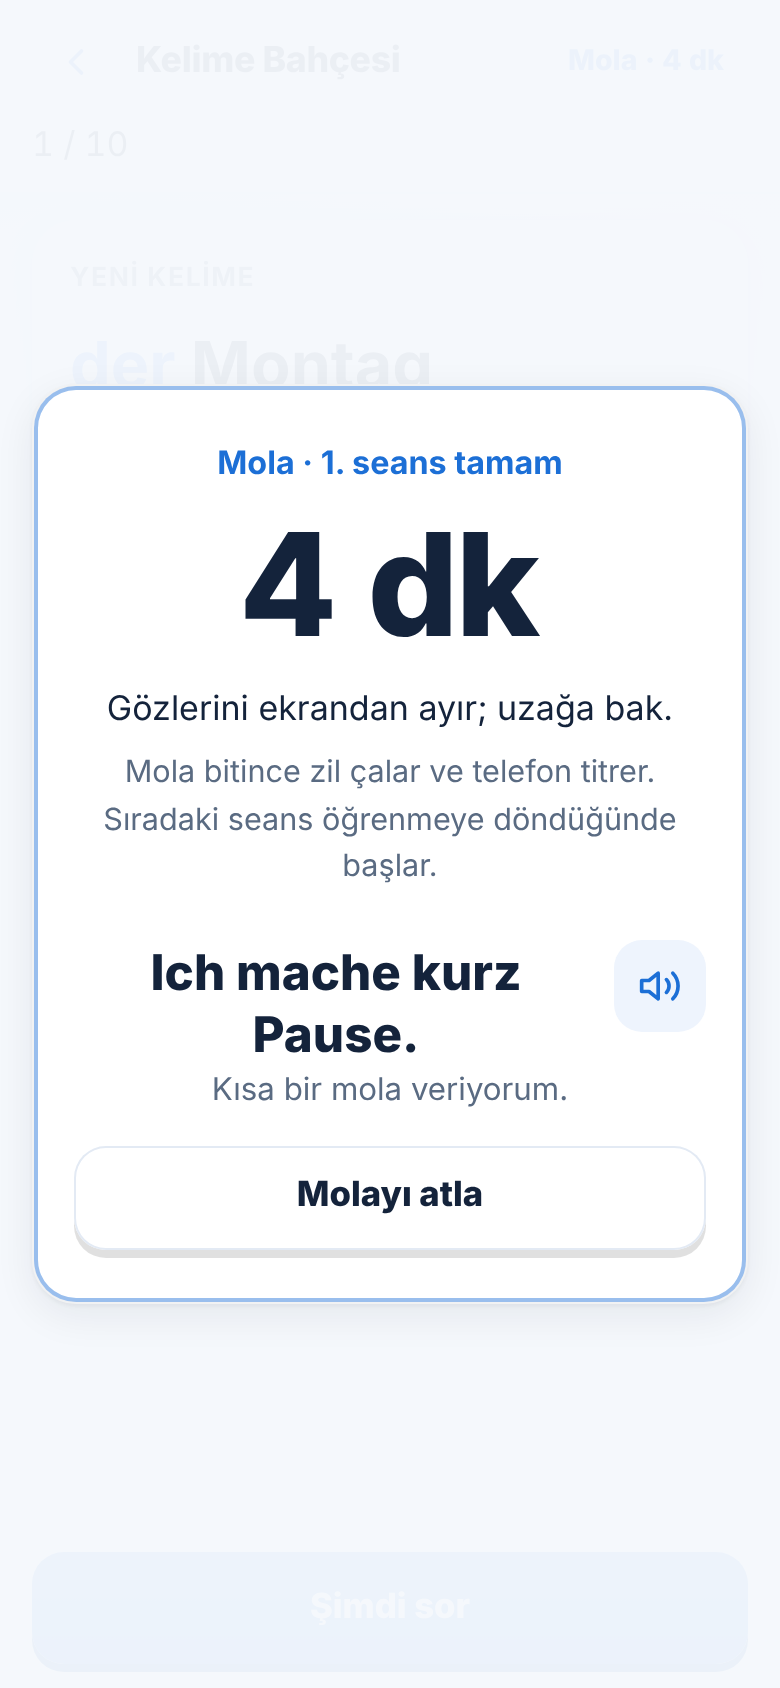 Kelime Bahçesi
Mola · 4 dk
1 / 10
YENİ KELİME
der Montag
Mola · 1. seans tamam
4 dk
Gözlerini ekrandan ayır; uzağa bak.
Mola bitince zil çalar ve telefon titrer.
Sıradaki seans öğrenmeye döndüğünde
başlar.
Ich mache kurz
Pause.
Kısa bir mola veriyorum.
Molayı atla
Şimdi sor